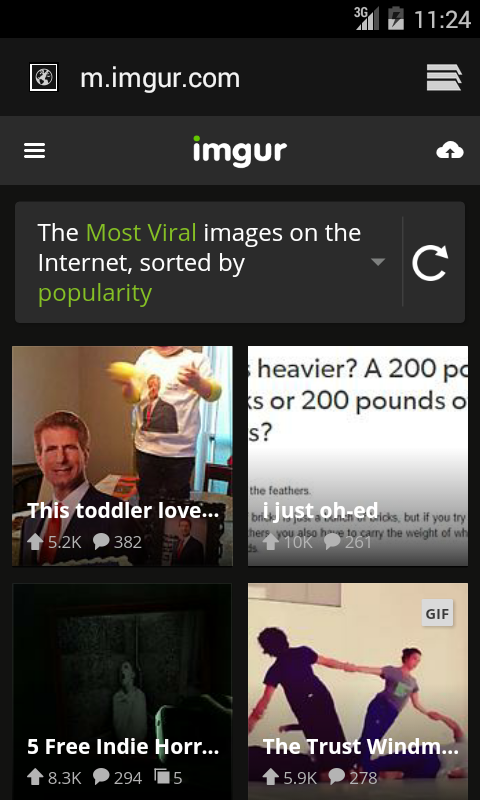 3G 11:24
m.imgur.com
imgur
The Most Viral images on the
Internet, sorted by
popularity
This toddler love...
5.2K 382
heavier? A 200 po
ks or 200 pounds o
s?
the feathers.
i just oh-ed
10K 261
GIF
5 Free Indie Horr...
8.3K 294 5
The Trust Windm...
5.9K 278